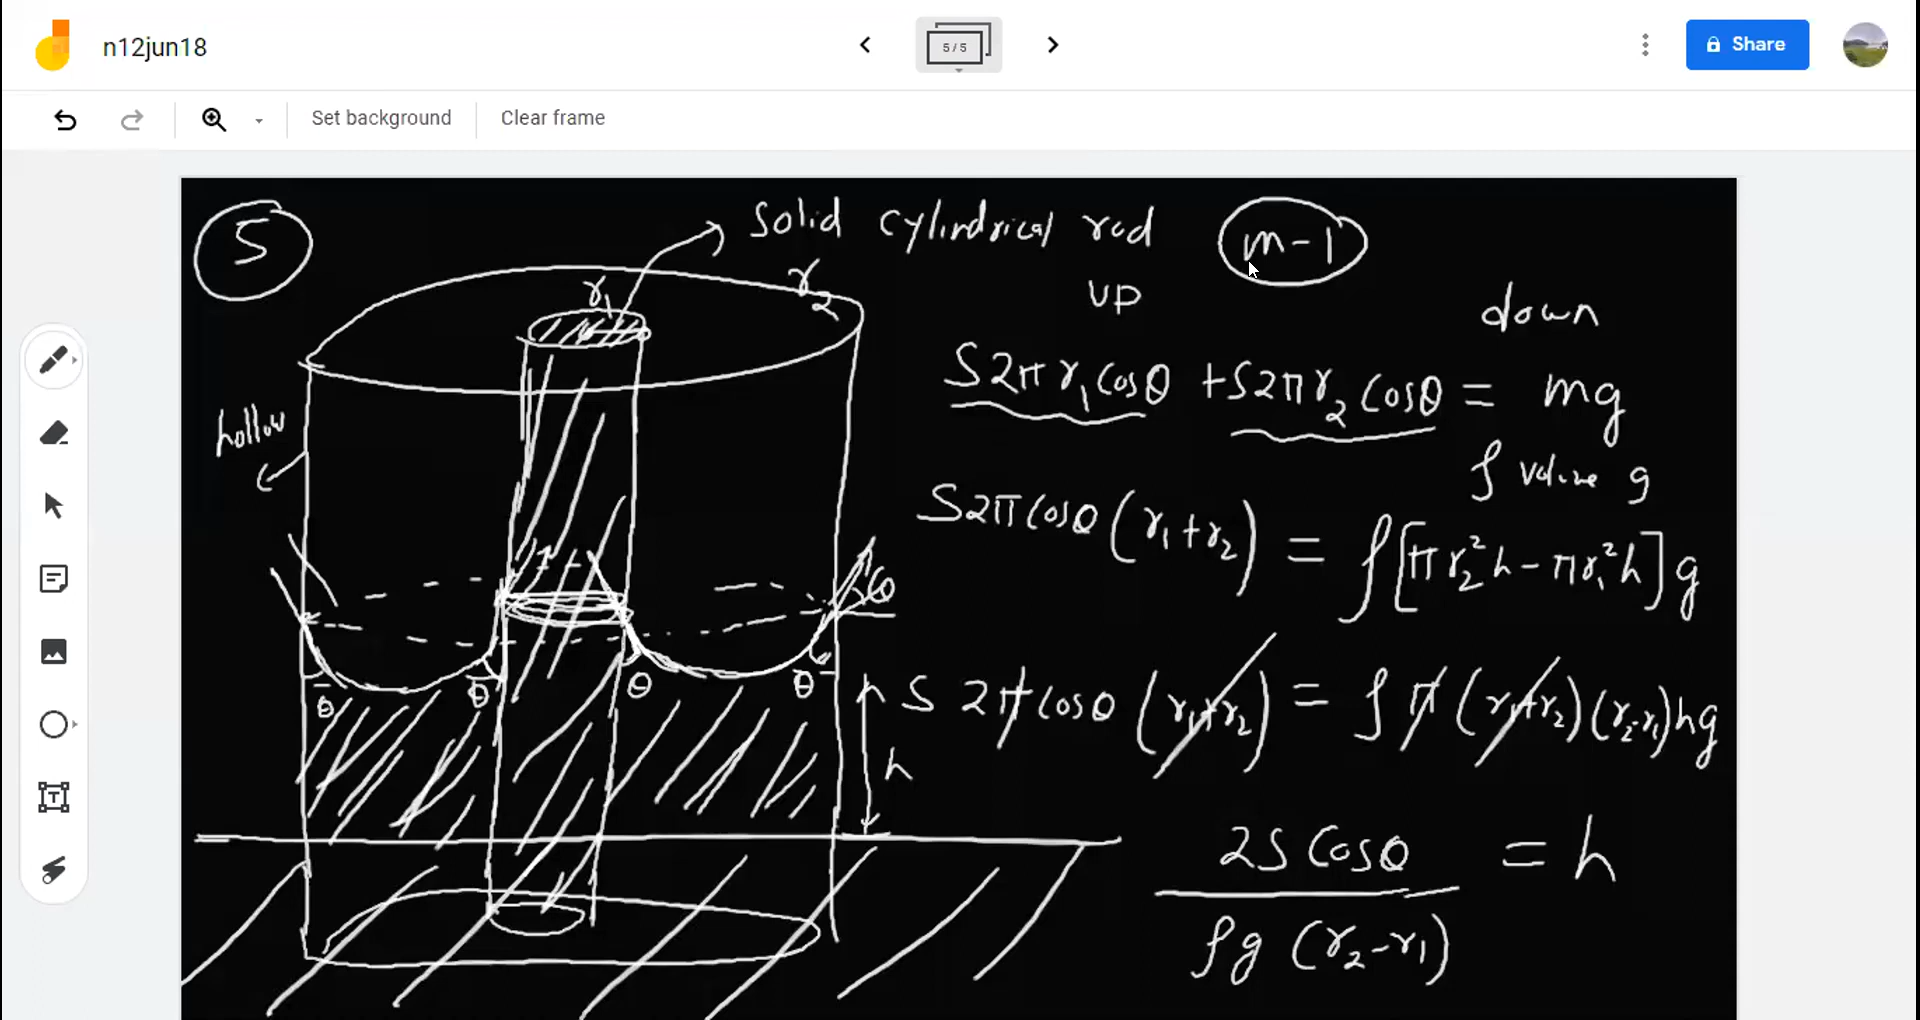 n12jun18
5 / 5
Share
Set background
Clear frame
5
solid cylindrical rod
m-1
r₁
r₂
up
down
hollow
S2πr₁cosθ + S2πr₂cosθ = mg
ρ volume g
S2πcosθ(r₁+r₂) = ρ[πr₂²h - πr₁²h]g
θ
θ
θ
θ
θ
S 2πcosθ(r₁+r₂) = ρπ(r₁+r₂)(r₂-r₁)hg
h
2S cosθ / ρg(r₂-r₁) = h